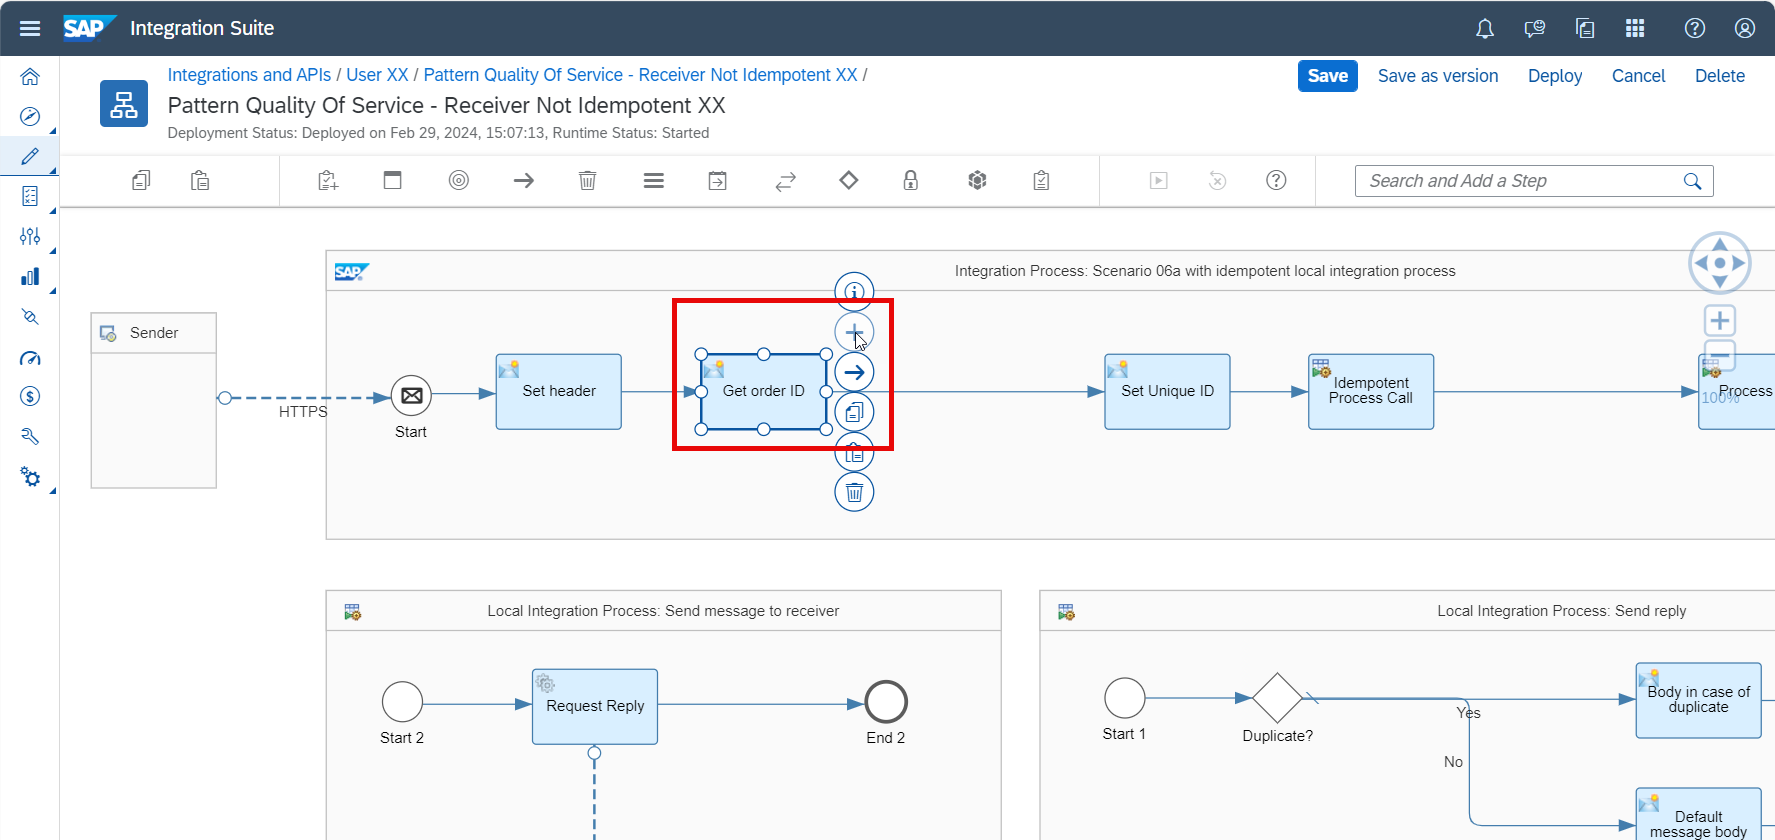 SAP Integration Suite
Integrations and APIs / User XX / Pattern Quality Of Service - Receiver Not Idempotent XX /
Save Save as version Deploy Cancel Delete
Pattern Quality Of Service - Receiver Not Idempotent XX
Deployment Status: Deployed on Feb 29, 2024, 15:07:13, Runtime Status: Started
Search and Add a Step
SAP
Integration Process: Scenario 06a with idempotent local integration process
Sender
HTTPS
Start
Set header
Get order ID
Set Unique ID
Idempotent
Process Call
Process
100%
Local Integration Process: Send message to receiver
Start 2
Request Reply
End 2
Local Integration Process: Send reply
Start 1
Duplicate?
Yes
No
Body in case of
duplicate
Default
message body